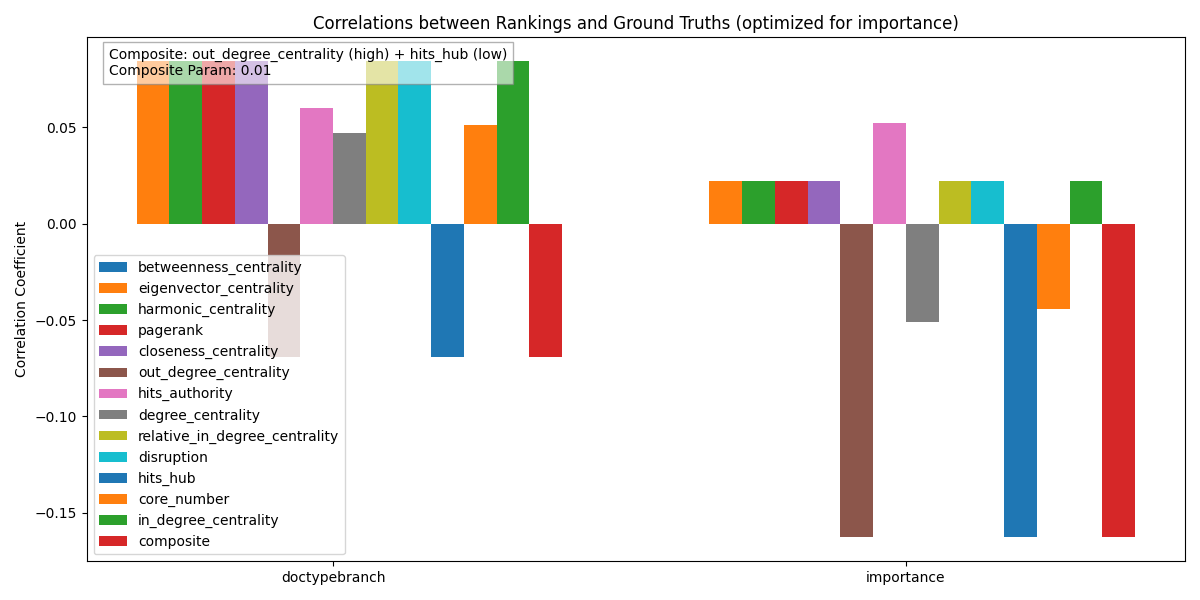 Correlations between Rankings and Ground Truths (optimized for importance)
Composite: out_degree_centrality (high) + hits_hub (low)
Composite Param: 0.01
Correlation Coefficient
0.05
0.00
−0.05
−0.10
−0.15
betweenness_centrality
eigenvector_centrality
harmonic_centrality
pagerank
closeness_centrality
out_degree_centrality
hits_authority
degree_centrality
relative_in_degree_centrality
disruption
hits_hub
core_number
in_degree_centrality
composite
doctypebranch
importance